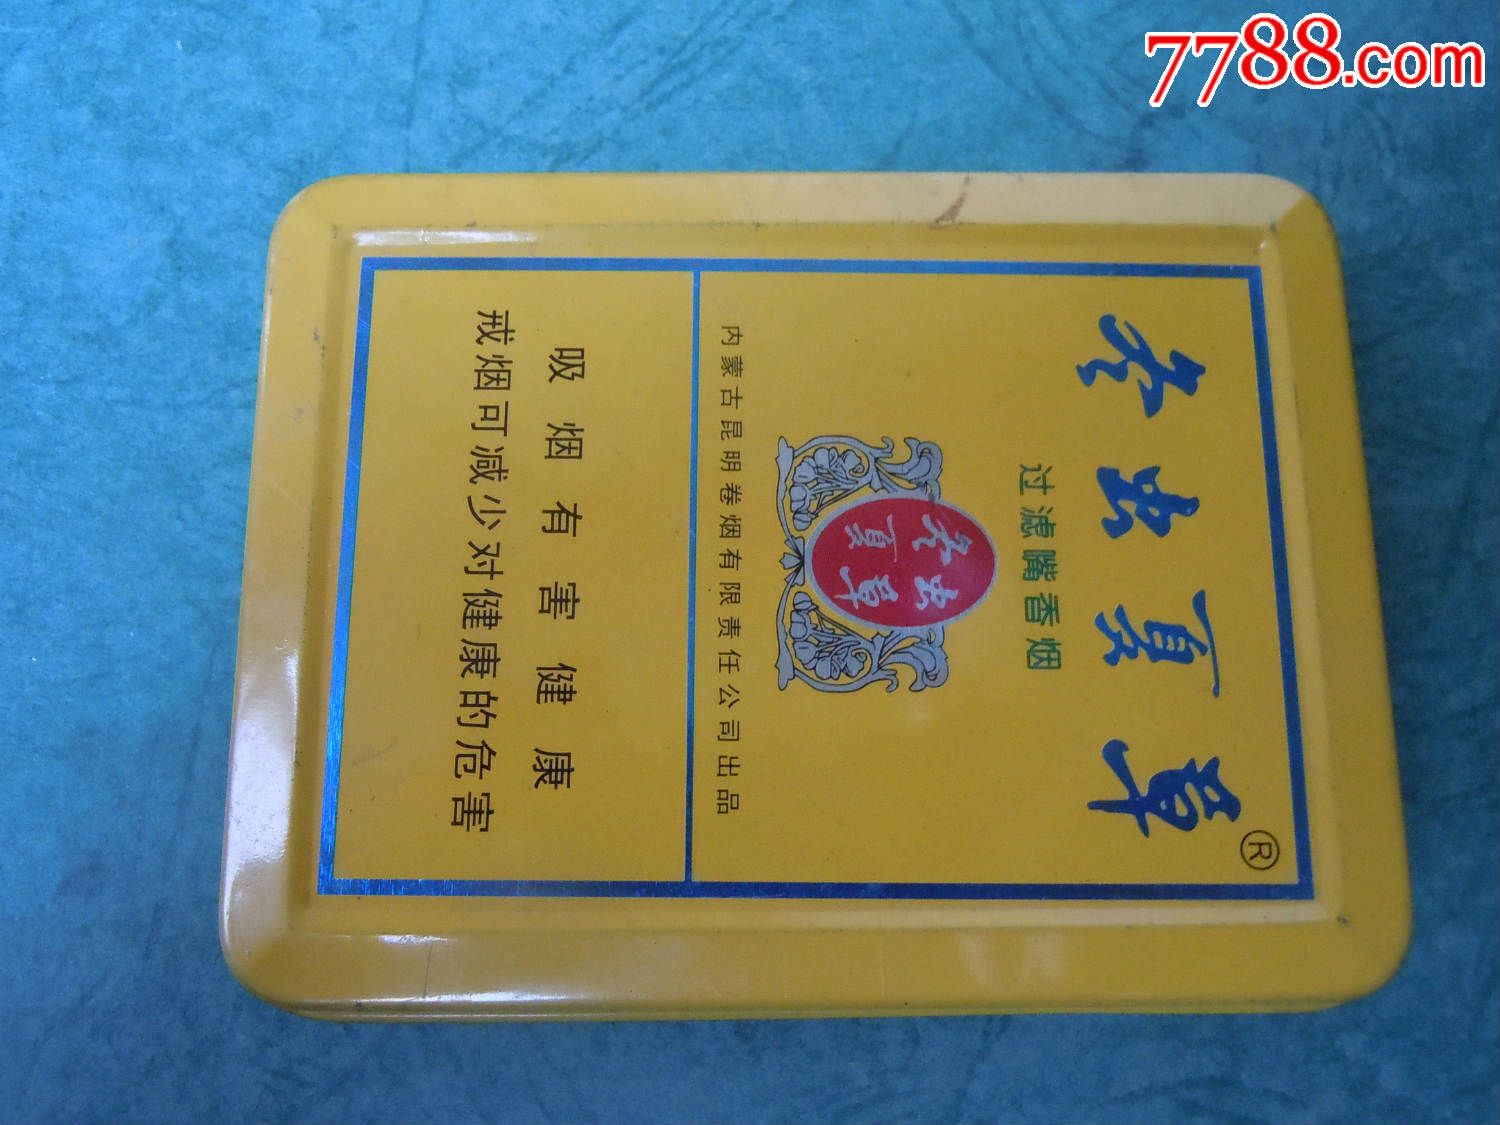 7788.com
冬虫夏草
®
过滤嘴香烟
冬虫
夏草
内蒙古昆明卷烟有限责任公司出品
吸烟有害健康
戒烟可减少对健康的危害